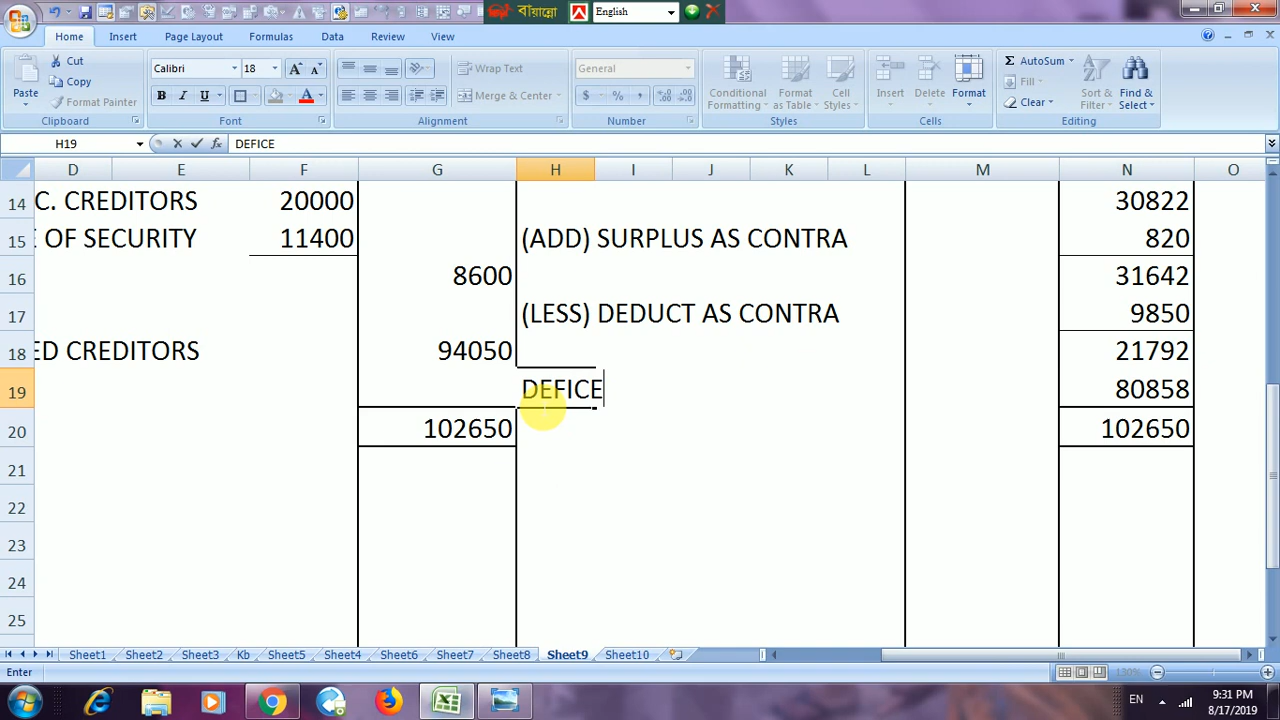 বায়ান্নো English
Home Insert Page Layout Formulas Data Review View
Cut Calibri 18 Wrap Text General AutoSum
Copy Fill
Paste Format Painter B I U Merge & Center $ % , Conditional Formatting Format as Table Cell Styles Insert Delete Format Clear Sort & Filter Find & Select
Clipboard Font Alignment Number Styles Cells Editing
H19 DEFICE
D E F G H I J K L M N O
14 C. CREDITORS 20000 30822
15 E OF SECURITY 11400 (ADD) SURPLUS AS CONTRA 820
16 8600 31642
17 (LESS) DEDUCT AS CONTRA 9850
18 ED CREDITORS 94050 21792
19 DEFICE 80858
20 102650 102650
21
22
23
24
25
Sheet1 Sheet2 Sheet3 Kb Sheet5 Sheet4 Sheet6 Sheet7 Sheet8 Sheet9 Sheet10
Enter 130%
EN 9:31 PM
8/17/2019